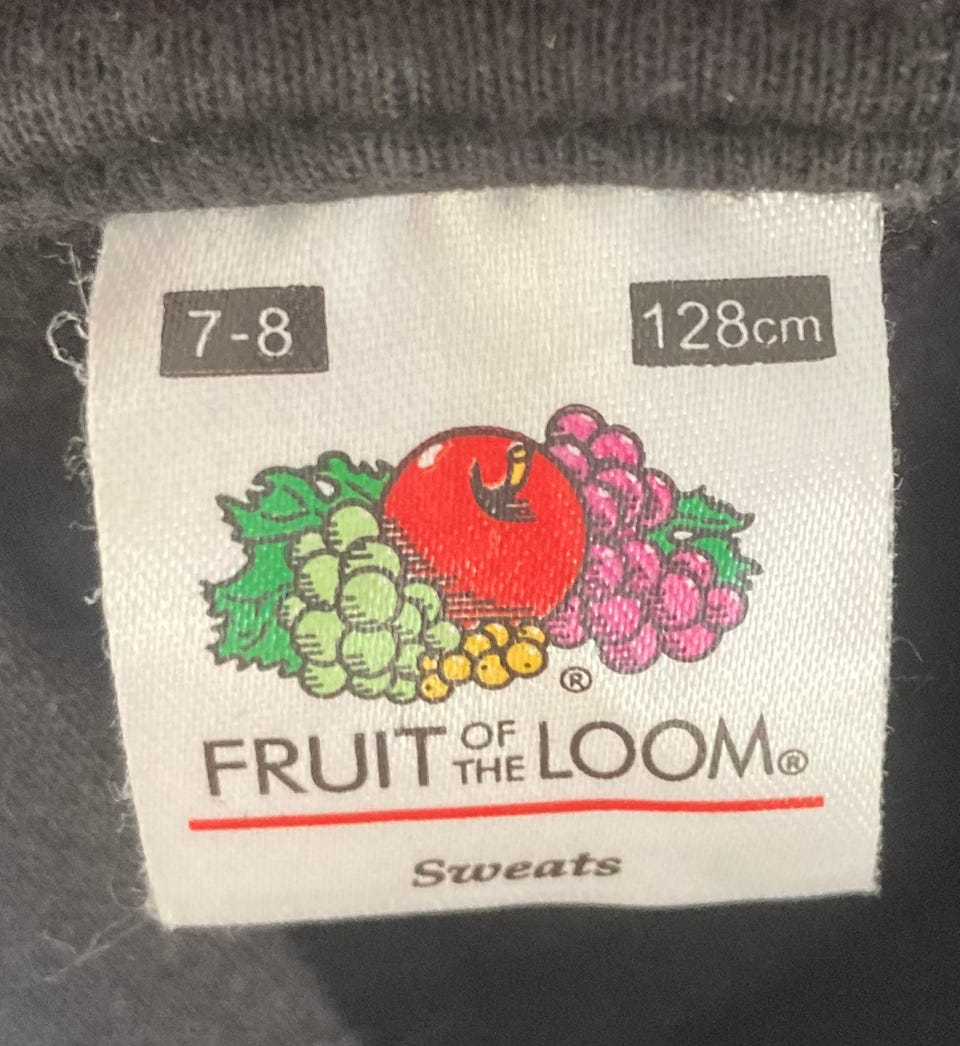 7-8 128cm
®
FRUIT OF THE LOOM®
Sweats